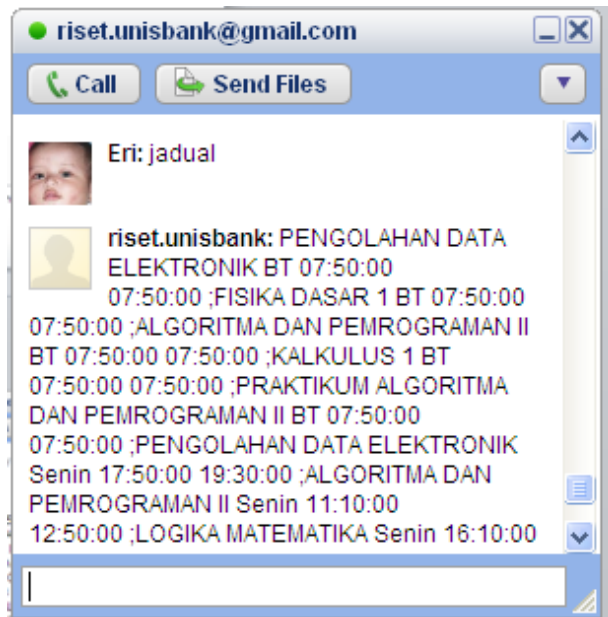 riset.unisbank@gmail.com
Call
Send Files
Eri: jadual
riset.unisbank: PENGOLAHAN DATA
ELEKTRONIK BT 07:50:00
07:50:00 ;FISIKA DASAR 1 BT 07:50:00
07:50:00 ;ALGORITMA DAN PEMROGRAMAN II
BT 07:50:00 07:50:00 ;KALKULUS 1 BT
07:50:00 07:50:00 ;PRAKTIKUM ALGORITMA
DAN PEMROGRAMAN II BT 07:50:00
07:50:00 ;PENGOLAHAN DATA ELEKTRONIK
Senin 17:50:00 19:30:00 ;ALGORITMA DAN
PEMROGRAMAN II Senin 11:10:00
12:50:00 ;LOGIKA MATEMATIKA Senin 16:10:00